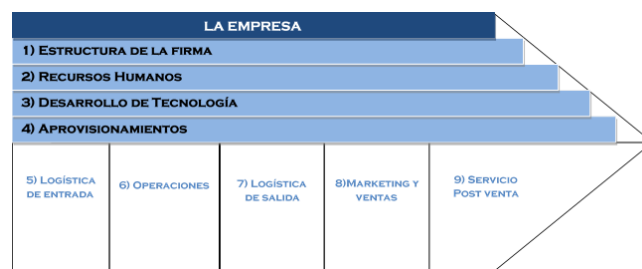 LA EMPRESA
1) ESTRUCTURA DE LA FIRMA
2) RECURSOS HUMANOS
3) DESARROLLO DE TECNOLOGÍA
4) APROVISIONAMIENTOS
5) LOGÍSTICA
DE ENTRADA
6) OPERACIONES
7) LOGÍSTICA
DE SALIDA
8)MARKETING Y
VENTAS
9) SERVICIO
POST VENTA